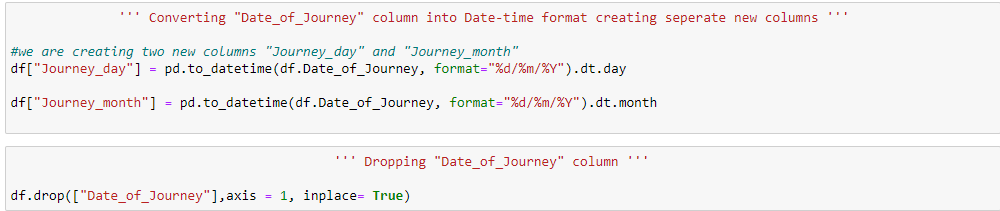 ''' Converting "Date_of_Journey" column into Date-time format creating seperate new columns '''
#we are creating two new columns "Journey_day" and "Journey_month"
df["Journey_day"] = pd.to_datetime(df.Date_of_Journey, format="%d/%m/%Y").dt.day
df["Journey_month"] = pd.to_datetime(df.Date_of_Journey, format="%d/%m/%Y").dt.month
''' Dropping "Date_of_Journey" column '''
df.drop(["Date_of_Journey"],axis = 1, inplace= True)